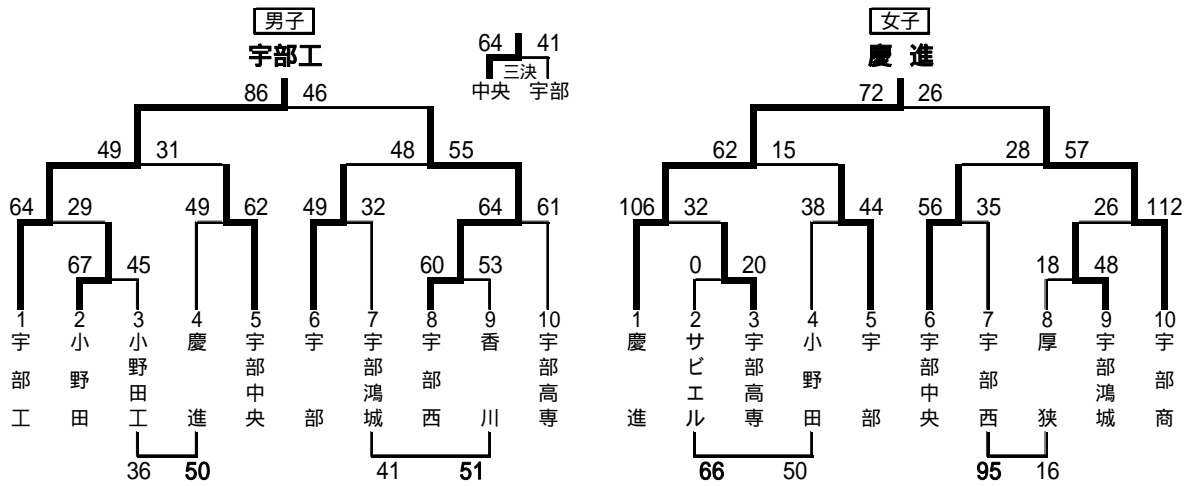 男子
宇部工
64 41
三決
中央 宇部
86 46
49 31 48 55
64 29 49 62 49 32 64 61
67 45 60 53
1 2 3 4 5 6 7 8 9 10
宇部工
小野田
小野田工
慶進
宇部中央
宇部
宇部鴻城
宇部西
香川
宇部高専
36 50 41 51
女子
慶進
72 26
62 15 28 57
106 32 38 44 56 35 26 112
0 20 18 48
1 2 3 4 5 6 7 8 9 10
慶進
サビエル
宇部高専
小野田
宇部
宇部中央
宇部西
厚狭
宇部鴻城
宇部商
66 50 95 16